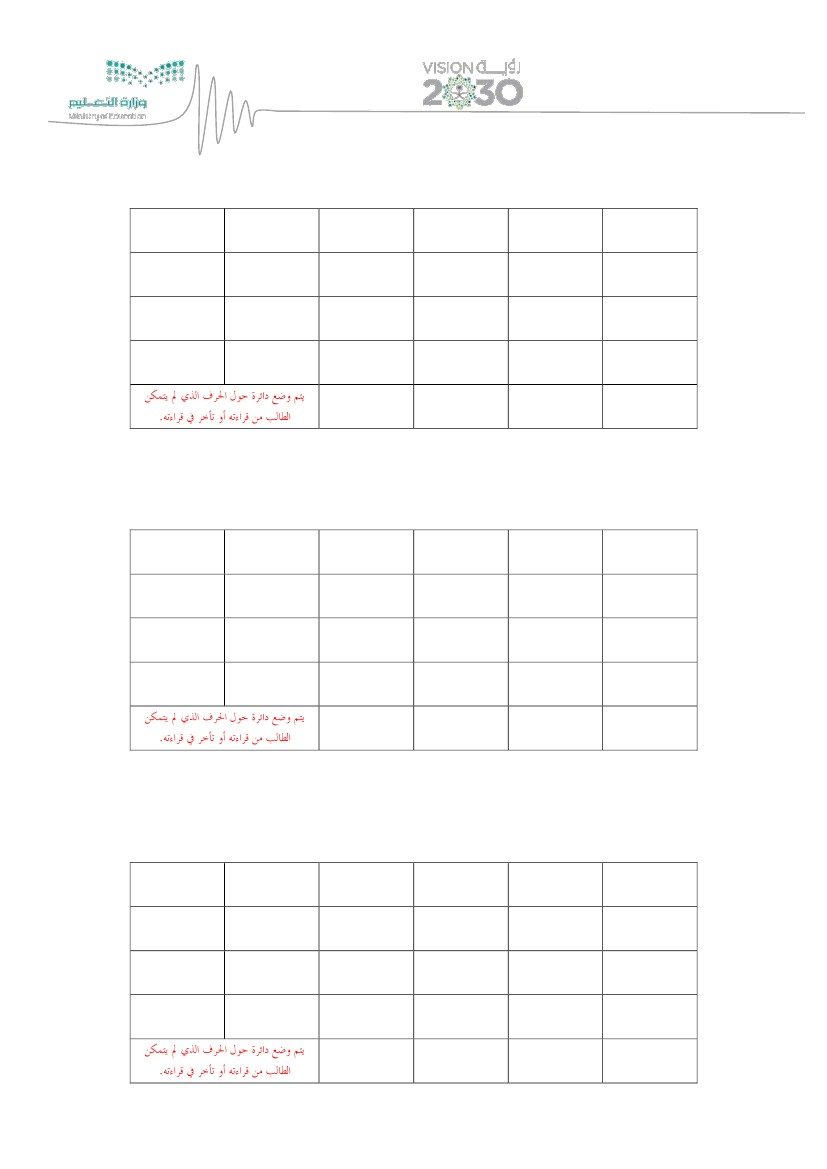 رؤيـــة VISION
2030
وزارة التعـــليم
Ministry of Education
يتم وضع دائرة حول الحرف الذي لم يتمكن
الطالب من قراءته أو تأخر في قراءته.
يتم وضع دائرة حول الحرف الذي لم يتمكن
الطالب من قراءته أو تأخر في قراءته.
يتم وضع دائرة حول الحرف الذي لم يتمكن
الطالب من قراءته أو تأخر في قراءته.